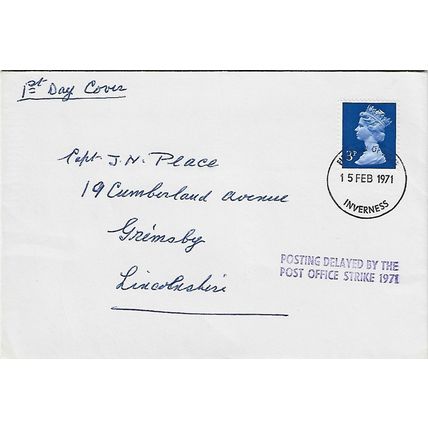 1st Day Cover
Capt J. N. Place
19 Cumberland Avenue
Grimsby
Lincolnshire
3P
15 FEB 1971
INVERNESS
POSTING DELAYED BY THE
POST OFFICE STRIKE 1971